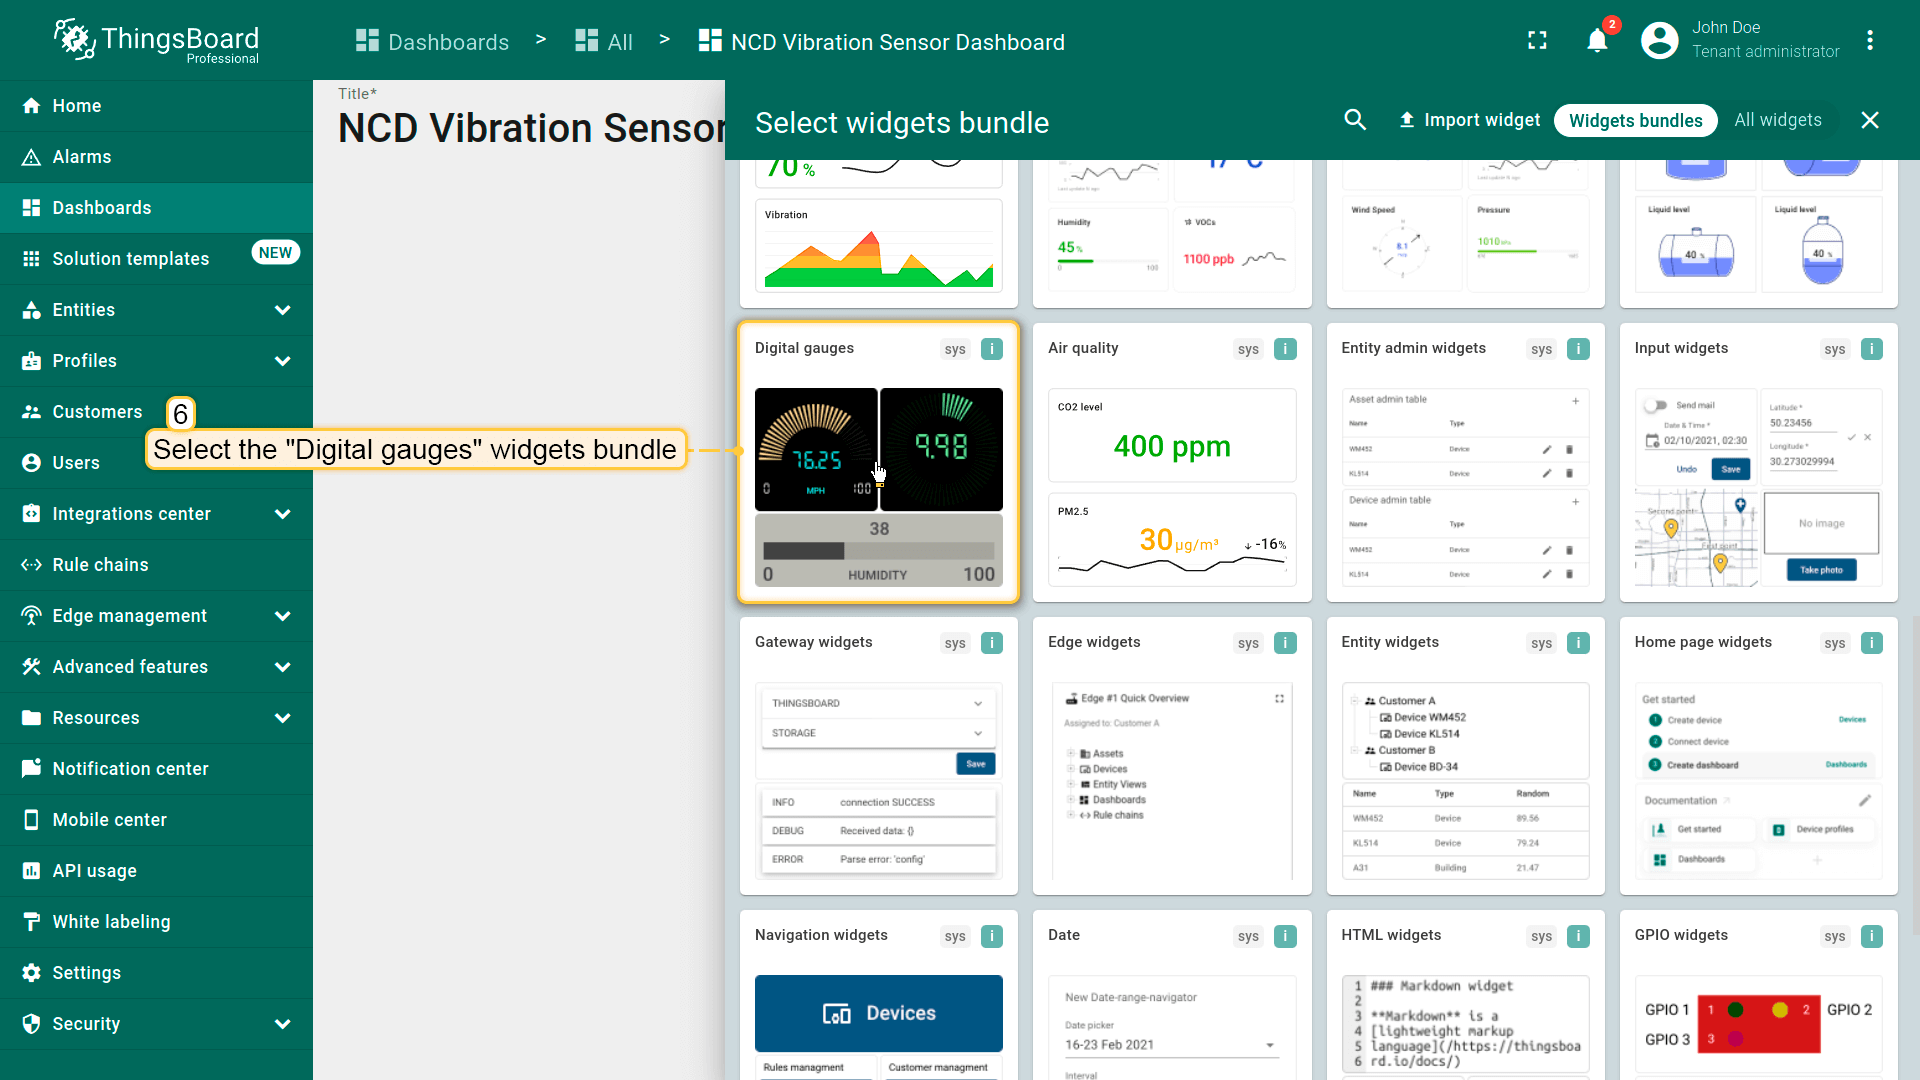 ThingsBoard
Professional
Dashboards > All > NCD Vibration Sensor Dashboard
2
John Doe
Tenant administrator
Home
Alarms
Dashboards
Solution templates NEW
Entities
Profiles
Customers
Users
Integrations center
Rule chains
Edge management
Advanced features
Resources
Notification center
Mobile center
API usage
White labeling
Settings
Security
Title*
NCD Vibration Sensor
6
Select the "Digital gauges" widgets bundle
Select widgets bundle
Import widget
Widgets bundles
All widgets
70 %
Vibration
Humidity
45%
0 100
VOCs
1100 ppb
Wind Speed
N
8.1
Pressure
1010
Liquid level
40 %
Liquid level
40 %
Digital gauges sys i
76.25
0 MPH 100
9.98
38
0 HUMIDITY 100
Air quality sys i
CO2 level
400 ppm
PM2.5
30 µg/m³ ↓ -16%
Entity admin widgets sys i
Asset admin table +
Name Type
WM452 Device
KL514 Device
Device admin table +
Name Type
WM452 Device
KL514 Device
Input widgets sys i
Send mail
Date & Time *
02/10/2021, 02:30
Undo Save
Latitude *
50.23456
Longitude *
30.273029994
Second point
First point
No image
Take photo
Gateway widgets sys i
THINGSBOARD
STORAGE
Save
INFO connection SUCCESS
DEBUG Received data: {}
ERROR Parse error: 'config'
Edge widgets sys i
Edge #1 Quick Overview
Assigned to: Customer A
Assets
Devices
Entity Views
Dashboards
Rule chains
Entity widgets sys i
Customer A
Device WM452
Device KL514
Customer B
Device BD-34
Name Type Random
WM452 Device 89.56
KL514 Device 79.24
A31 Building 21.47
Home page widgets sys i
Get started
1 Create device Devices
2 Connect device
3 Create dashboard Dashboards
Documentation
Get started
Device profiles
Dashboards
+
Navigation widgets sys i
Devices
Rules managment
Customer managment
Date sys i
New Date-range-navigator
Date picker
16-23 Feb 2021
Interval
HTML widgets sys i
1 ### Markdown widget
2
3 **Markdown** is a
4 [lightweight markup
5 language](/https://thingsboa
6 rd.io/docs/)
GPIO widgets sys i
GPIO 1 1 2 GPIO 2
GPIO 3 3